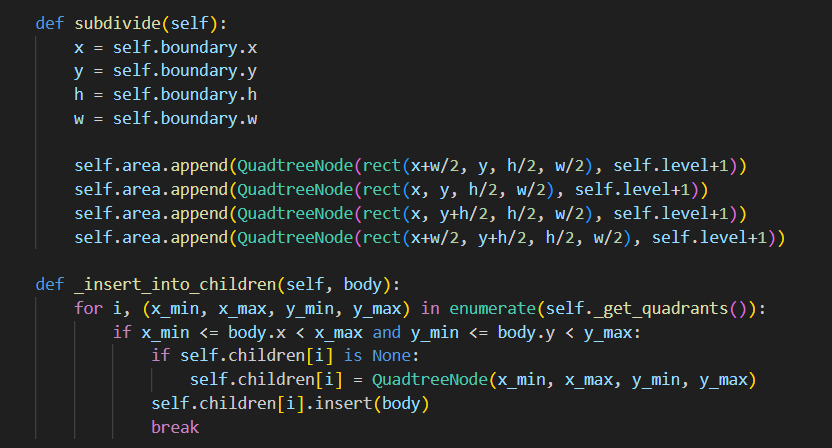 def subdivide(self):
    x = self.boundary.x
    y = self.boundary.y
    h = self.boundary.h
    w = self.boundary.w

    self.area.append(QuadtreeNode(rect(x+w/2, y, h/2, w/2), self.level+1))
    self.area.append(QuadtreeNode(rect(x, y, h/2, w/2), self.level+1))
    self.area.append(QuadtreeNode(rect(x, y+h/2, h/2, w/2), self.level+1))
    self.area.append(QuadtreeNode(rect(x+w/2, y+h/2, h/2, w/2), self.level+1))

def _insert_into_children(self, body):
    for i, (x_min, x_max, y_min, y_max) in enumerate(self._get_quadrants()):
        if x_min <= body.x < x_max and y_min <= body.y < y_max:
            if self.children[i] is None:
                self.children[i] = QuadtreeNode(x_min, x_max, y_min, y_max)
            self.children[i].insert(body)
            break